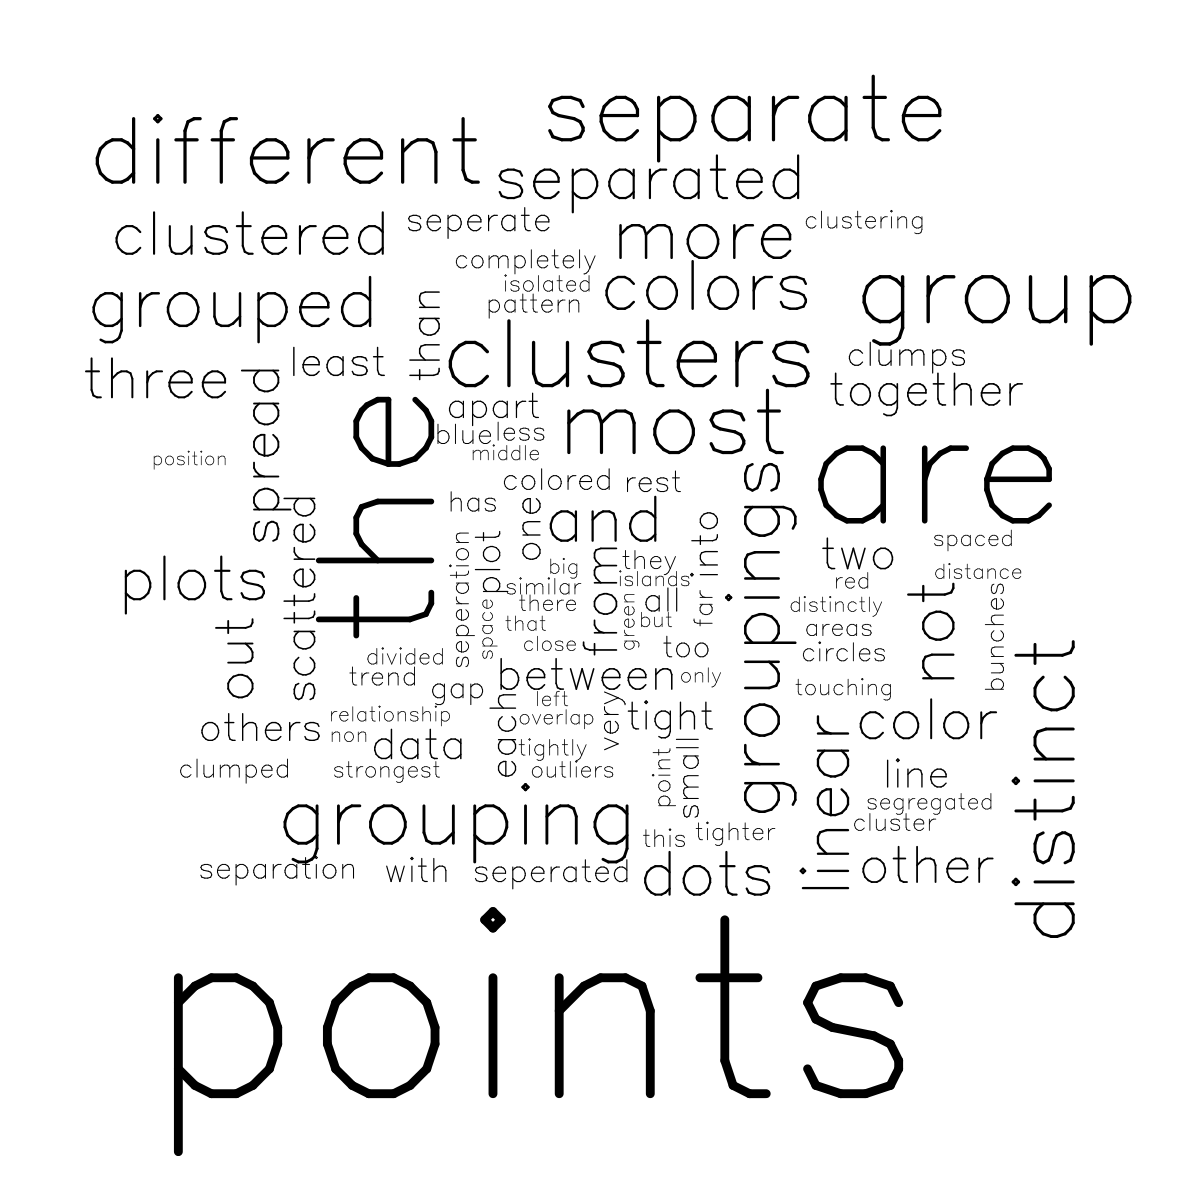 separate
different
separated
clustered
seperate
more
clustering
completely
isolated
colors
pattern
group
grouped
than
clusters
clumps
three
least
together
spread
the
apart
most
blue
less
middle
position
are
colored
rest
groupings
scattered
has
one
and
plots
seperation
plot
from
they
far
into
two
spaced
big
islands
red
distance
similar
there
green
all
distinctly
not
bunches
out
space
that
but
areas
close
too
circles
distinct
divided
trend
gap
between
only
touching
left
others
relationship
each
overlap
very
tight
linear
color
non
data
tightly
clumped
strongest
outliers
point
small
line
grouping
segregated
this
tighter
cluster
separation
with
seperated
dots
other
points